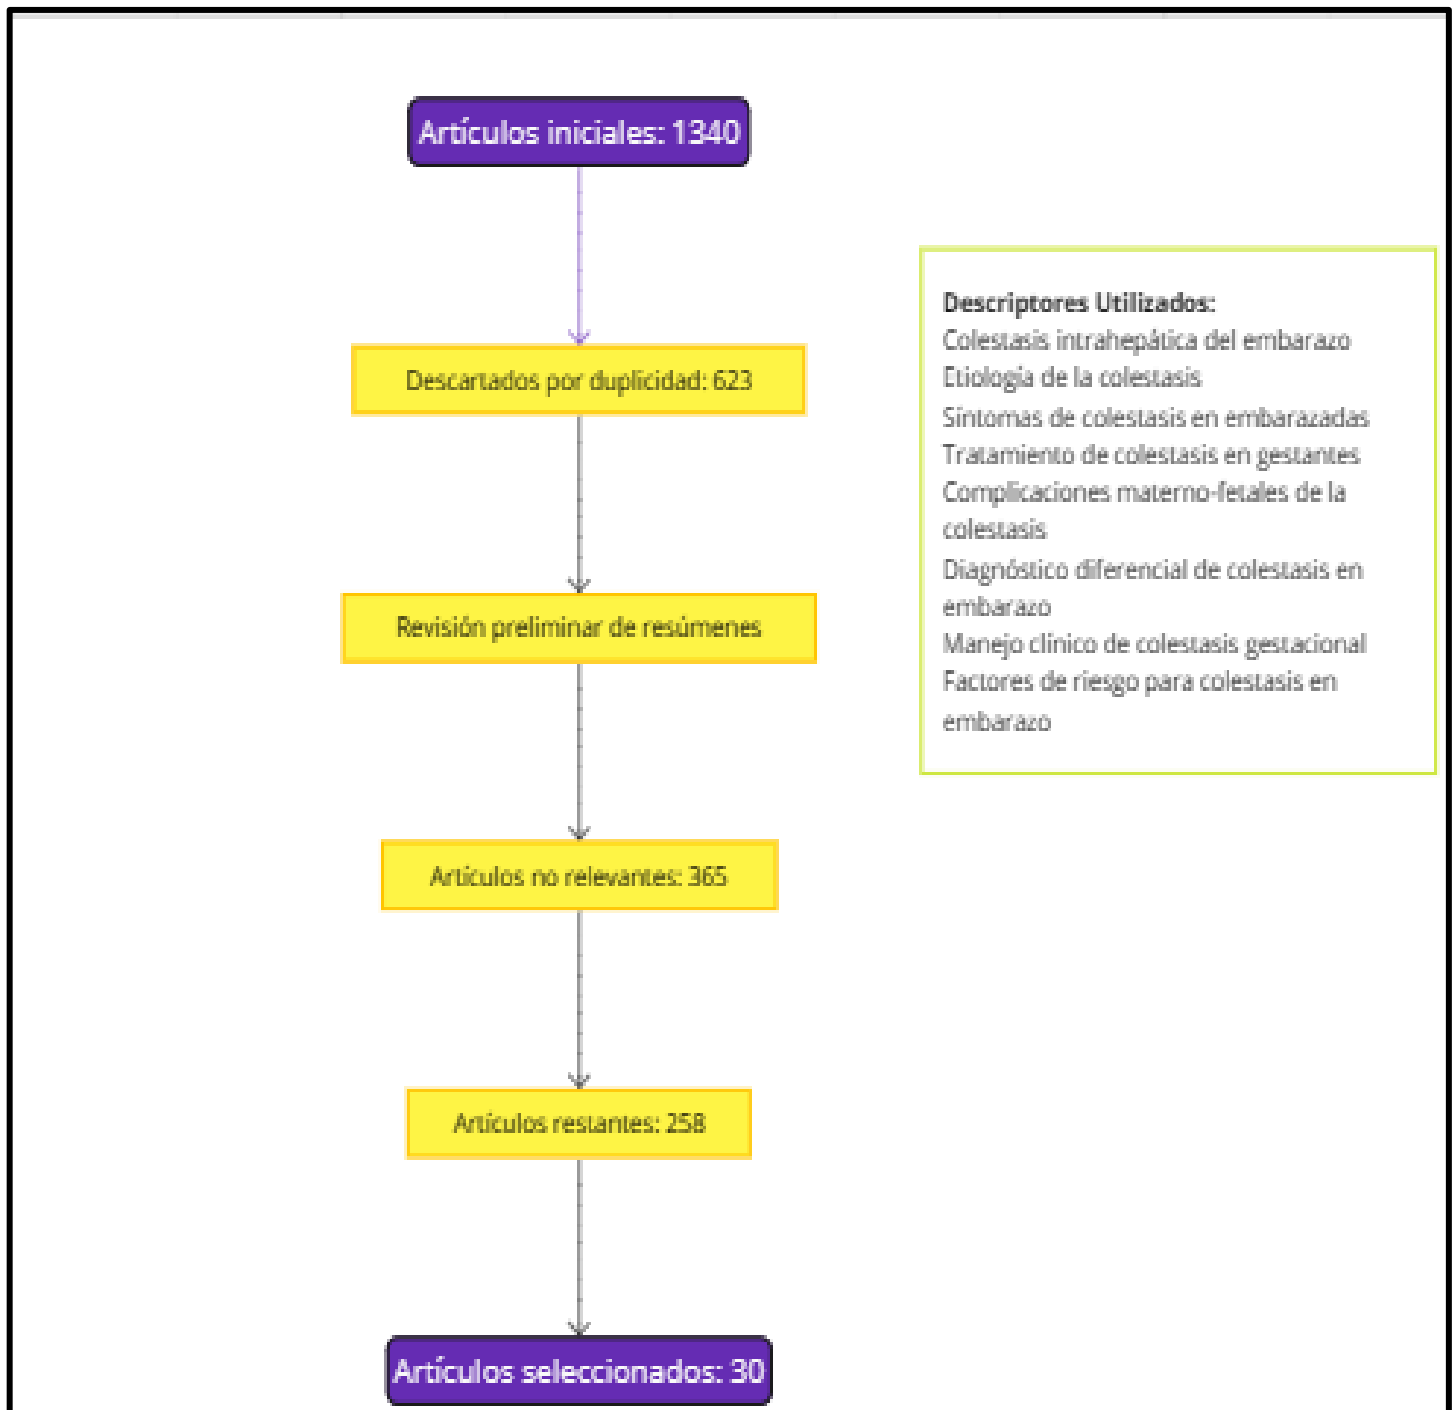 Artículos iniciales: 1340
Descartados por duplicidad: 623
Revisión preliminar de resúmenes
Artículos no relevantes: 365
Artículos restantes: 258
Artículos seleccionados: 30
Descriptores Utilizados:
Colestasis intrahepática del embarazo
Etiología de la colestasis
Síntomas de colestasis en embarazadas
Tratamiento de colestasis en gestantes
Complicaciones materno-fetales de la
colestasis
Diagnóstico diferencial de colestasis en
embarazo
Manejo clínico de colestasis gestacional
Factores de riesgo para colestasis en
embarazo